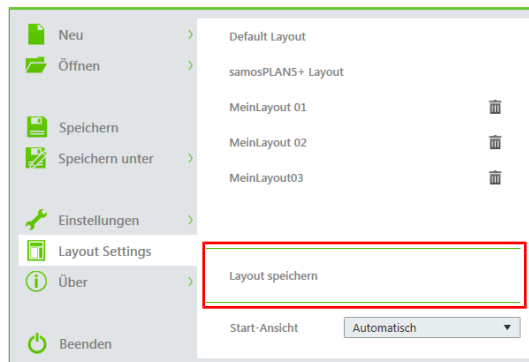 Neu
Öffnen
Speichern
Speichern unter
Einstellungen
Layout Settings
Über
Beenden
Default Layout
samosPLAN5+ Layout
MeinLayout 01
MeinLayout 02
MeinLayout03
Layout speichern
Start-Ansicht Automatisch